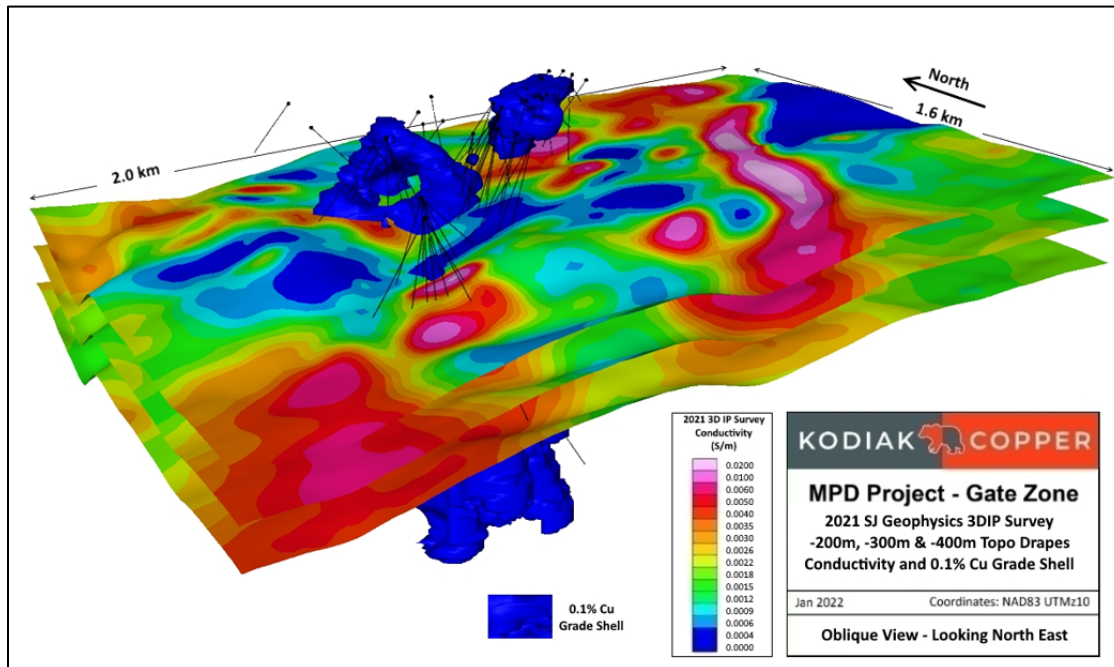 North
1.6 km
2.0 km
2021 3D IP Survey
Conductivity
(S/m)
0.0200
0.0100
0.0060
0.0050
0.0040
0.0035
0.0030
0.0026
0.0022
0.0018
0.0015
0.0012
0.0009
0.0006
0.0004
0.0000
0.1% Cu
Grade Shell
KODIAK COPPER
MPD Project - Gate Zone
2021 SJ Geophysics 3DIP Survey
-200m, -300m & -400m Topo Drapes
Conductivity and 0.1% Cu Grade Shell
Jan 2022 Coordinates: NAD83 UTMz10
Oblique View - Looking North East